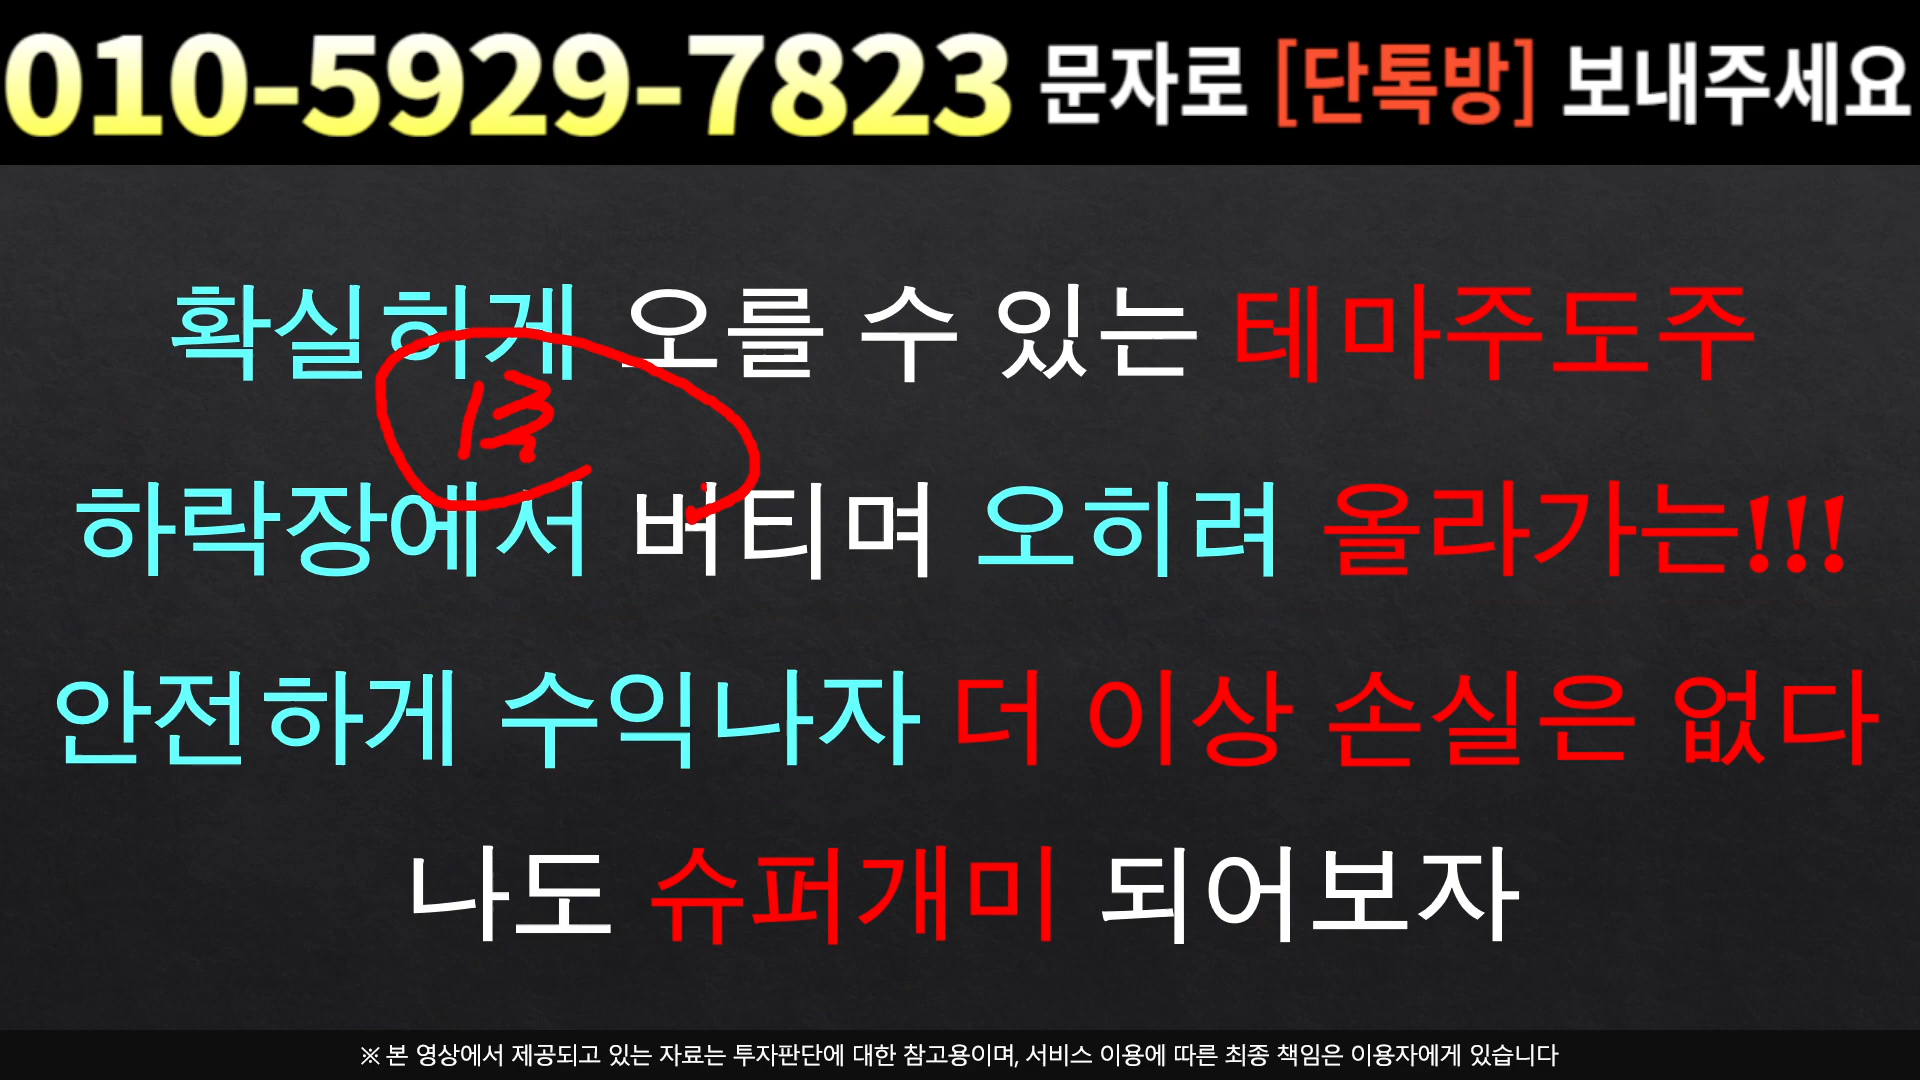 010-5929-7823 문자로 [단톡방] 보내주세요
확실하게 오를 수 있는 테마주도주
하락장에서 버티며 오히려 올라가는!!!
안전하게 수익나자 더 이상 손실은 없다
나도 슈퍼개미 되어보자
※ 본 영상에서 제공되고 있는 자료는 투자판단에 대한 참고용이며, 서비스 이용에 따른 최종 책임은 이용자에게 있습니다